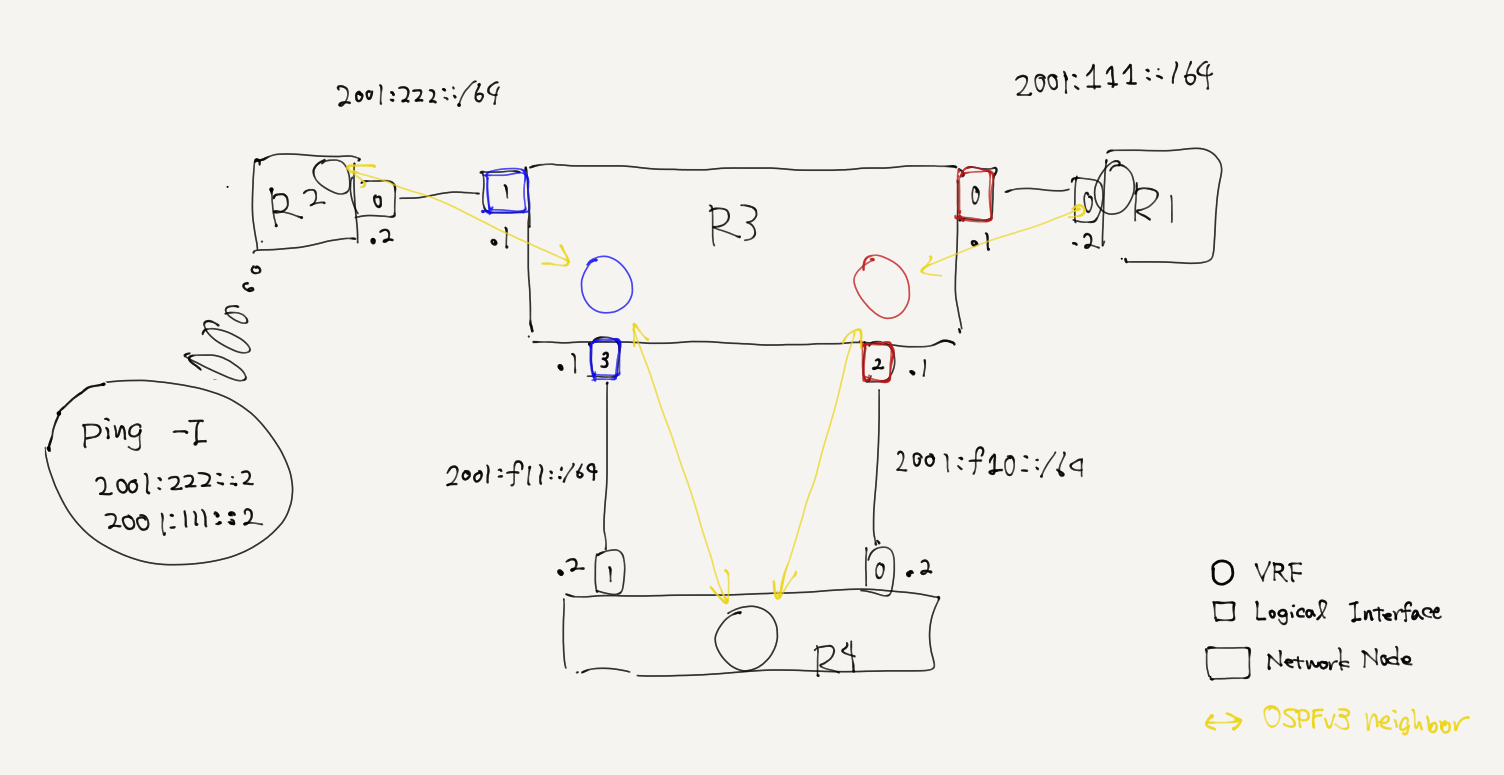 2001:222::/64
2001:111::/64
R2
0
.2
1
.1
R3
0
.1
0
.2
R1
.1
3
2
.1
Ping -I
2001:222::2
2001:111::2
2001:f11::/64
2001:f10::/64
.2
1
0
.2
R4
VRF
Logical Interface
Network Node
OSPFv3 neighbor